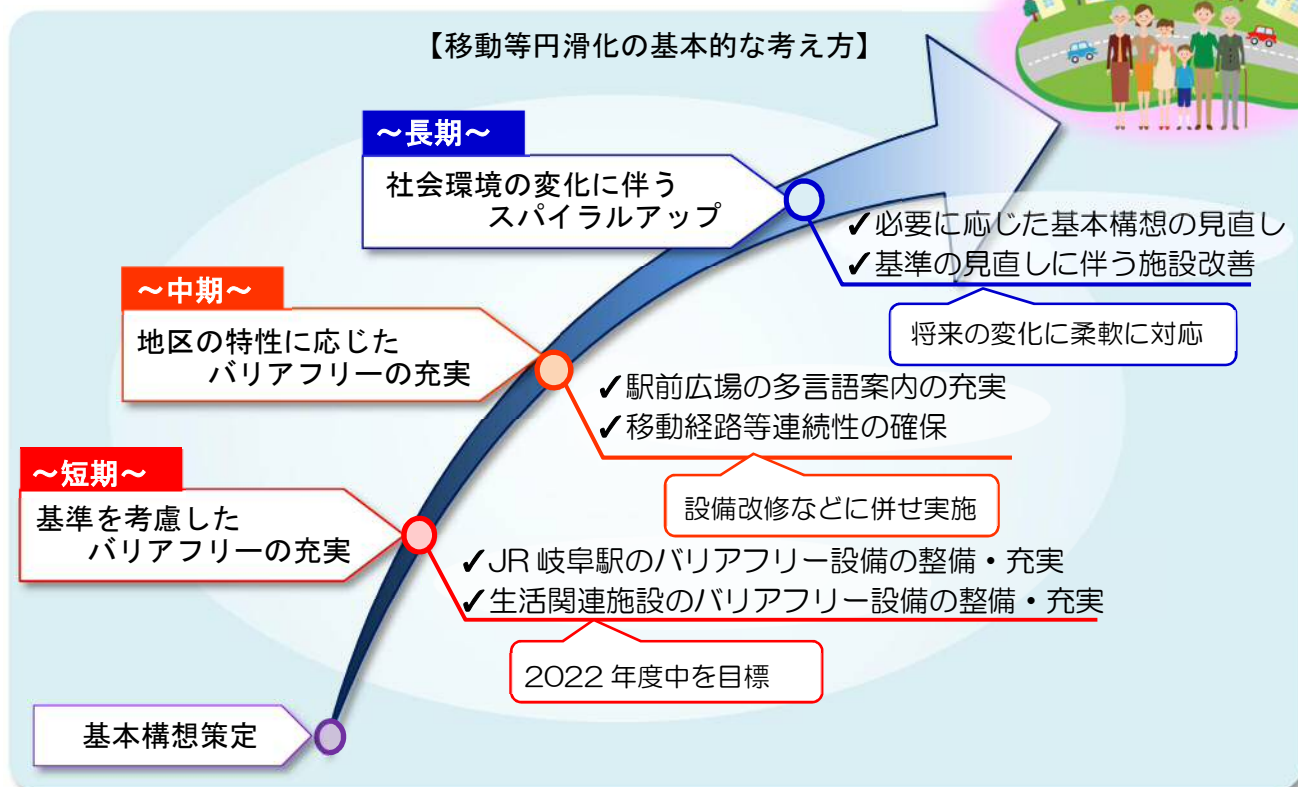 【移動等円滑化の基本的な考え方】
～長期～
社会環境の変化に伴う
スパイラルアップ
✓必要に応じた基本構想の見直し
✓基準の見直しに伴う施設改善
将来の変化に柔軟に対応
～中期～
地区の特性に応じた
バリアフリーの充実
✓駅前広場の多言語案内の充実
✓移動経路等連続性の確保
設備改修などに併せ実施
～短期～
基準を考慮した
バリアフリーの充実
✓JR岐阜駅のバリアフリー設備の整備・充実
✓生活関連施設のバリアフリー設備の整備・充実
2022年度中を目標
基本構想策定